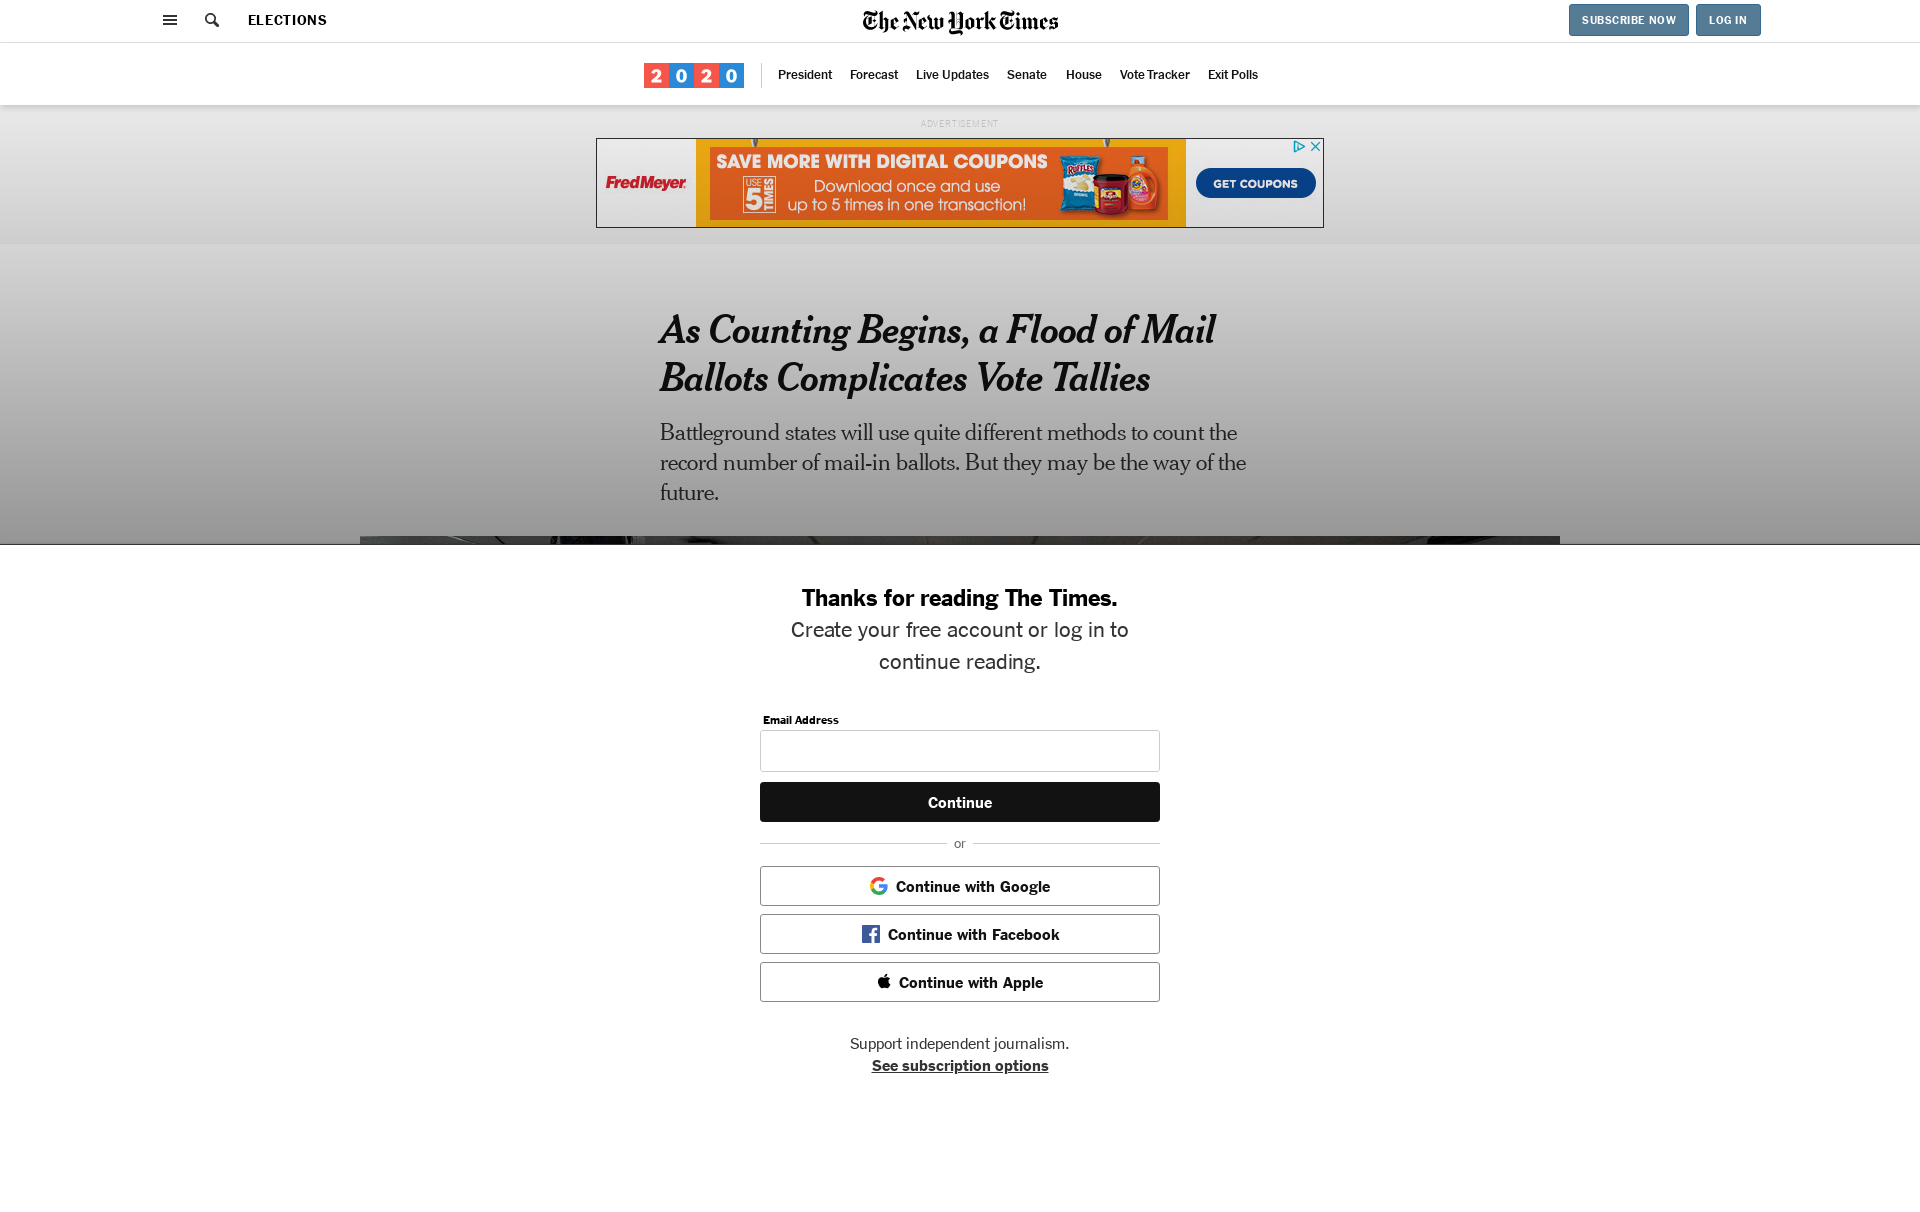 ELECTIONS
The New York Times
SUBSCRIBE NOW
LOG IN
2020
President
Forecast
Live Updates
Senate
House
Vote Tracker
Exit Polls
ADVERTISEMENT
FredMeyer
SAVE MORE WITH DIGITAL COUPONS
USE 5 TIMES
Download once and use
up to 5 times in one transaction!
RUFFLES
GET COUPONS
As Counting Begins, a Flood of Mail
Ballots Complicates Vote Tallies
Battleground states will use quite different methods to count the
record number of mail-in ballots. But they may be the way of the
future.
Thanks for reading The Times.
Create your free account or log in to
continue reading.
Email Address
Continue
or
Continue with Google
Continue with Facebook
Continue with Apple
Support independent journalism.
See subscription options